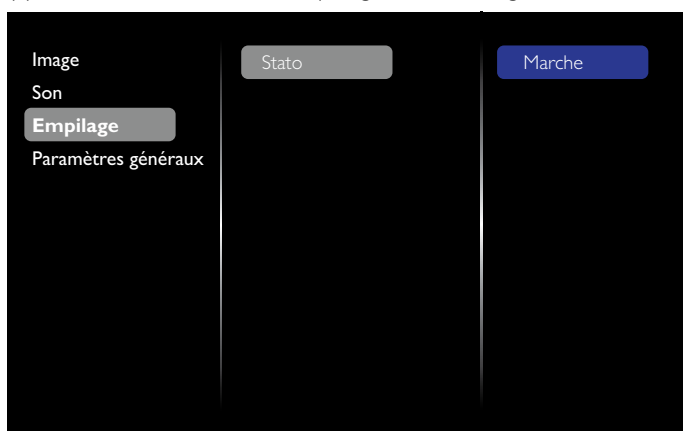 Image
Stato
Marche
Son
Empilage
Paramètres généraux